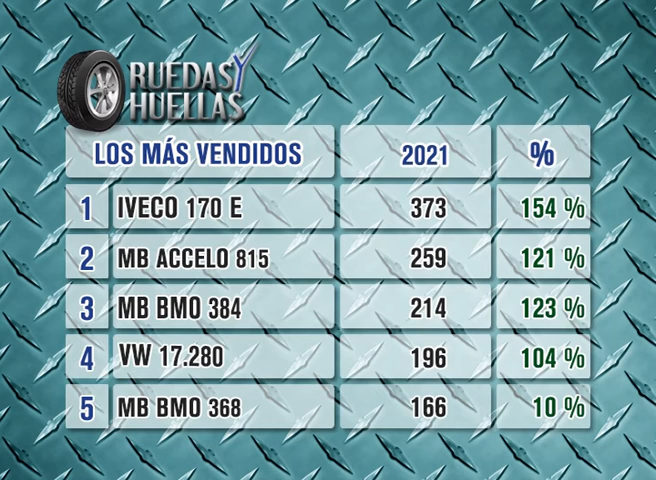 RUEDAS Y
HUELLAS
LOS MÁS VENDIDOS 2021 %
1 IVECO 170 E 373 154 %
2 MB ACCELO 815 259 121 %
3 MB BMO 384 214 123 %
4 VW 17.280 196 104 %
5 MB BMO 368 166 10 %